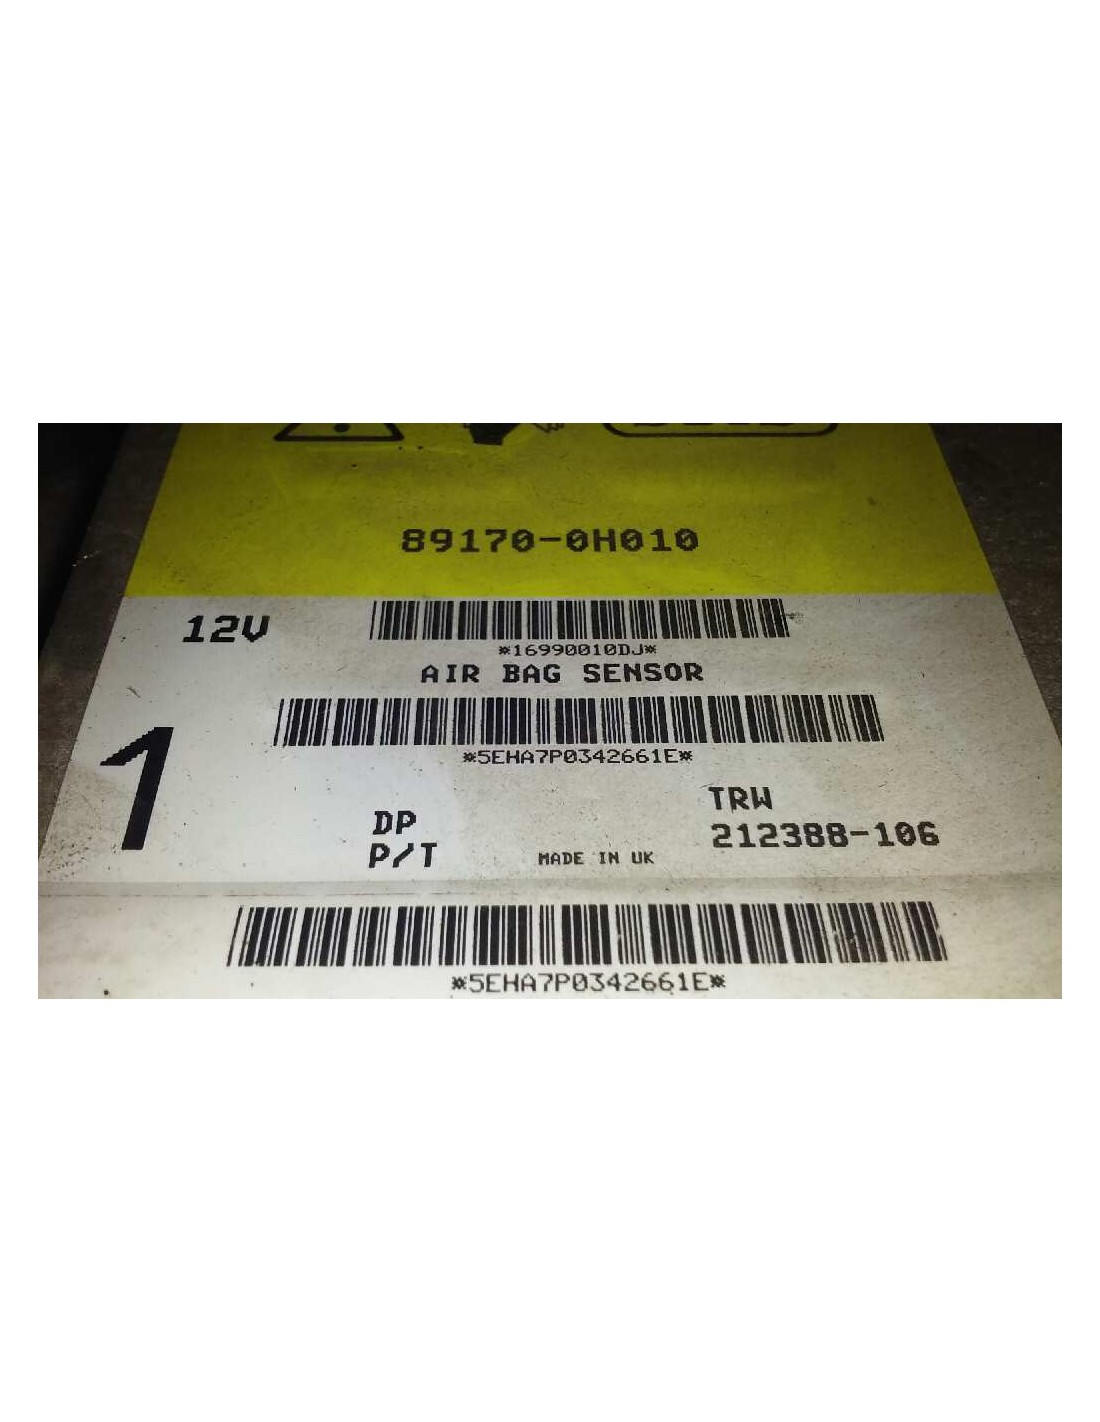 89170-0H010
12V
*16990010DJ*
AIR BAG SENSOR
*5EHA7P0342661E*
1
TRW
DP
212388-106
P/T
MADE IN UK
*5EHA7P0342661E*